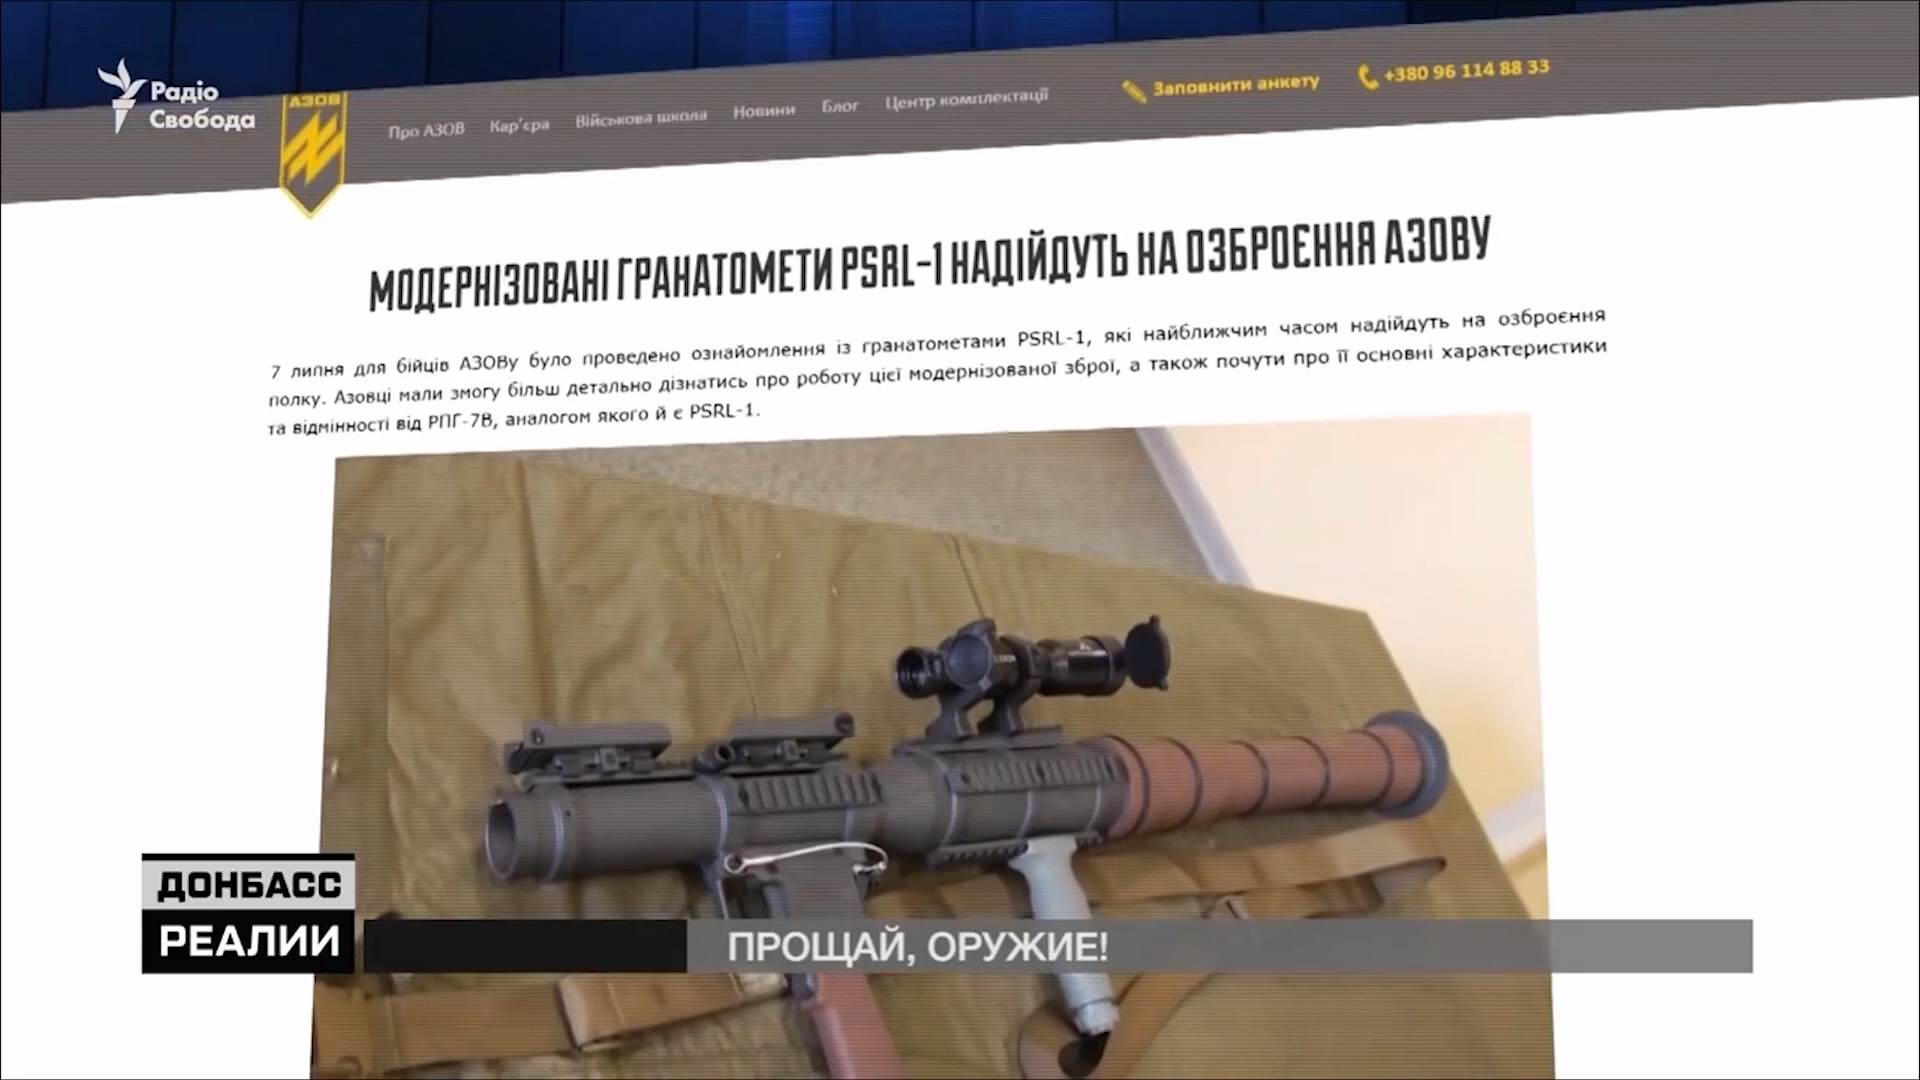 Радіо
Свобода
АЗОВ
Про АЗОВ Кар'єра Військова школа Новини Блог Центр комплектації
Заповнити анкету +380 96 114 88 33
МОДЕРНІЗОВАНІ ГРАНАТОМЕТИ PSRL-1 НАДІЙДУТЬ НА ОЗБРОЄННЯ АЗОВУ
7 липня для бійців АЗОВу було проведено ознайомлення із гранатометами PSRL-1, які найближчим часом надійдуть на озброєння
полку. Азовці мали змогу більш детально дізнатись про роботу цієї модернізованої зброї, а також почути про її основні характеристики
та відмінності від РПГ-7В, аналогом якого й є PSRL-1.
ДОНБАСС
РЕАЛИИ
ПРОЩАЙ, ОРУЖИЕ!